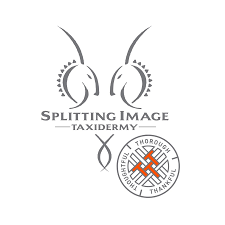 SPLITTING IMAGE
TAXIDERMY
THOROUGH
THOUGHTFUL
THANKFUL